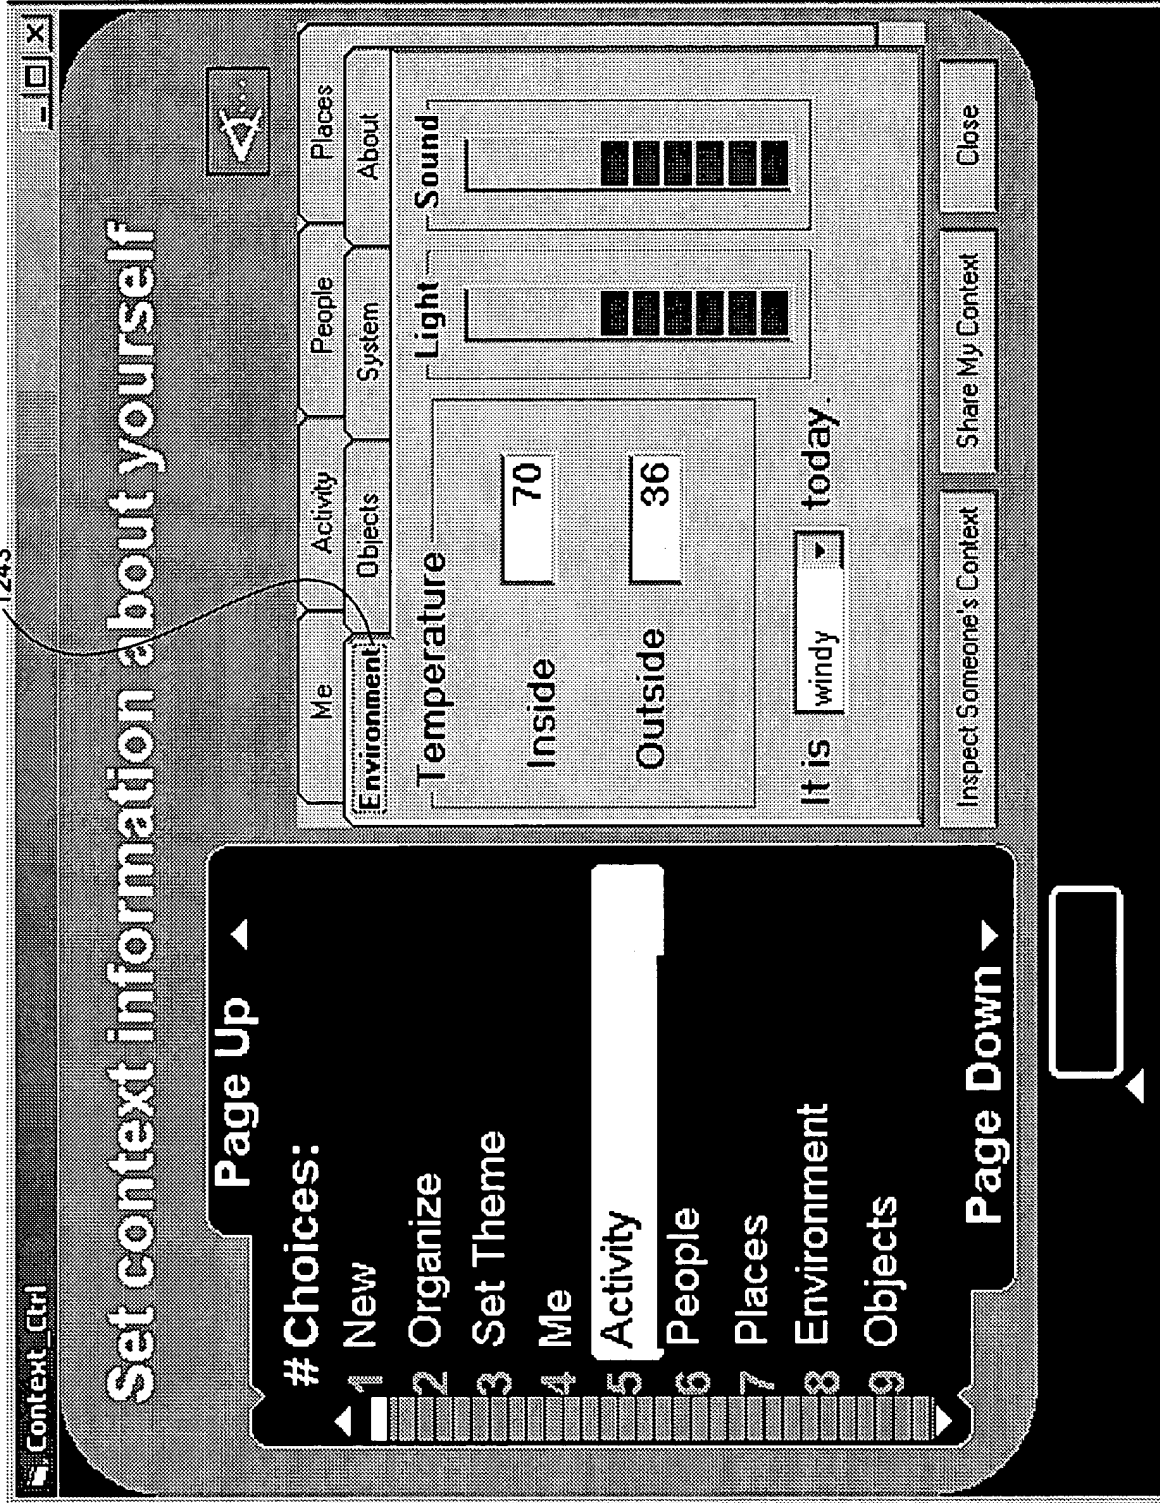 1243
Context_Ctrl
Set context information about yourself
Page Up
# Choices:
1 New
2 Organize
3 Set Theme
4 Me
5 Activity
6 People
7 Places
8 Environment
9 Objects
Page Down
Me Activity People Places
Environment Objects System About
Temperature
Inside 70
Outside 36
Light
Sound
It is windy today.
Inspect Someone's Context Share My Context Close